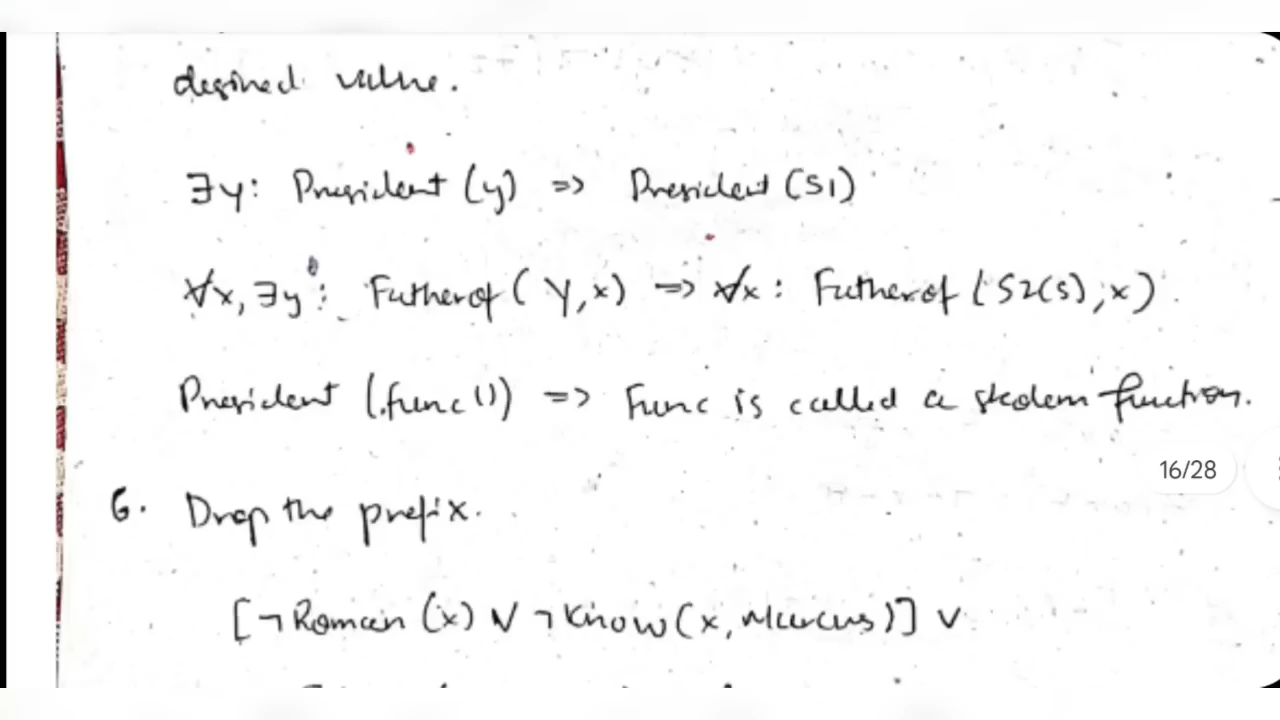 desired value.
∃y: President (y) => President (S1)
∀x, ∃y: Fatherof (Y, x) => ∀x: Fatherof (S2(s), x)
President (func()) => Func is called a skolem function.
16/28
6. Drop the prefix.
[¬Roman (x) ∨ ¬Know (x, Marcus)] ∨